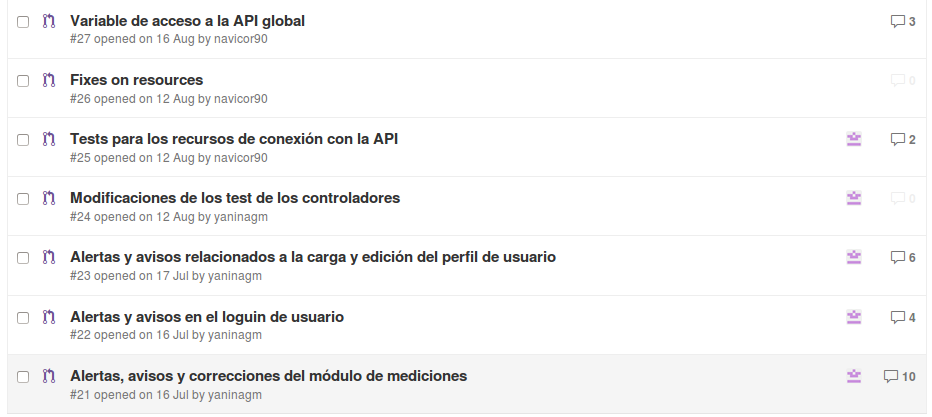 Variable de acceso a la API global
3
#27 opened on 16 Aug by navicor90
Fixes on resources
0
#26 opened on 12 Aug by navicor90
Tests para los recursos de conexión con la API
2
#25 opened on 12 Aug by navicor90
Modificaciones de los test de los controladores
0
#24 opened on 12 Aug by yaninagm
Alertas y avisos relacionados a la carga y edición del perfil de usuario
6
#23 opened on 17 Jul by yaninagm
Alertas y avisos en el loguin de usuario
4
#22 opened on 16 Jul by yaninagm
Alertas, avisos y correcciones del módulo de mediciones
10
#21 opened on 16 Jul by yaninagm